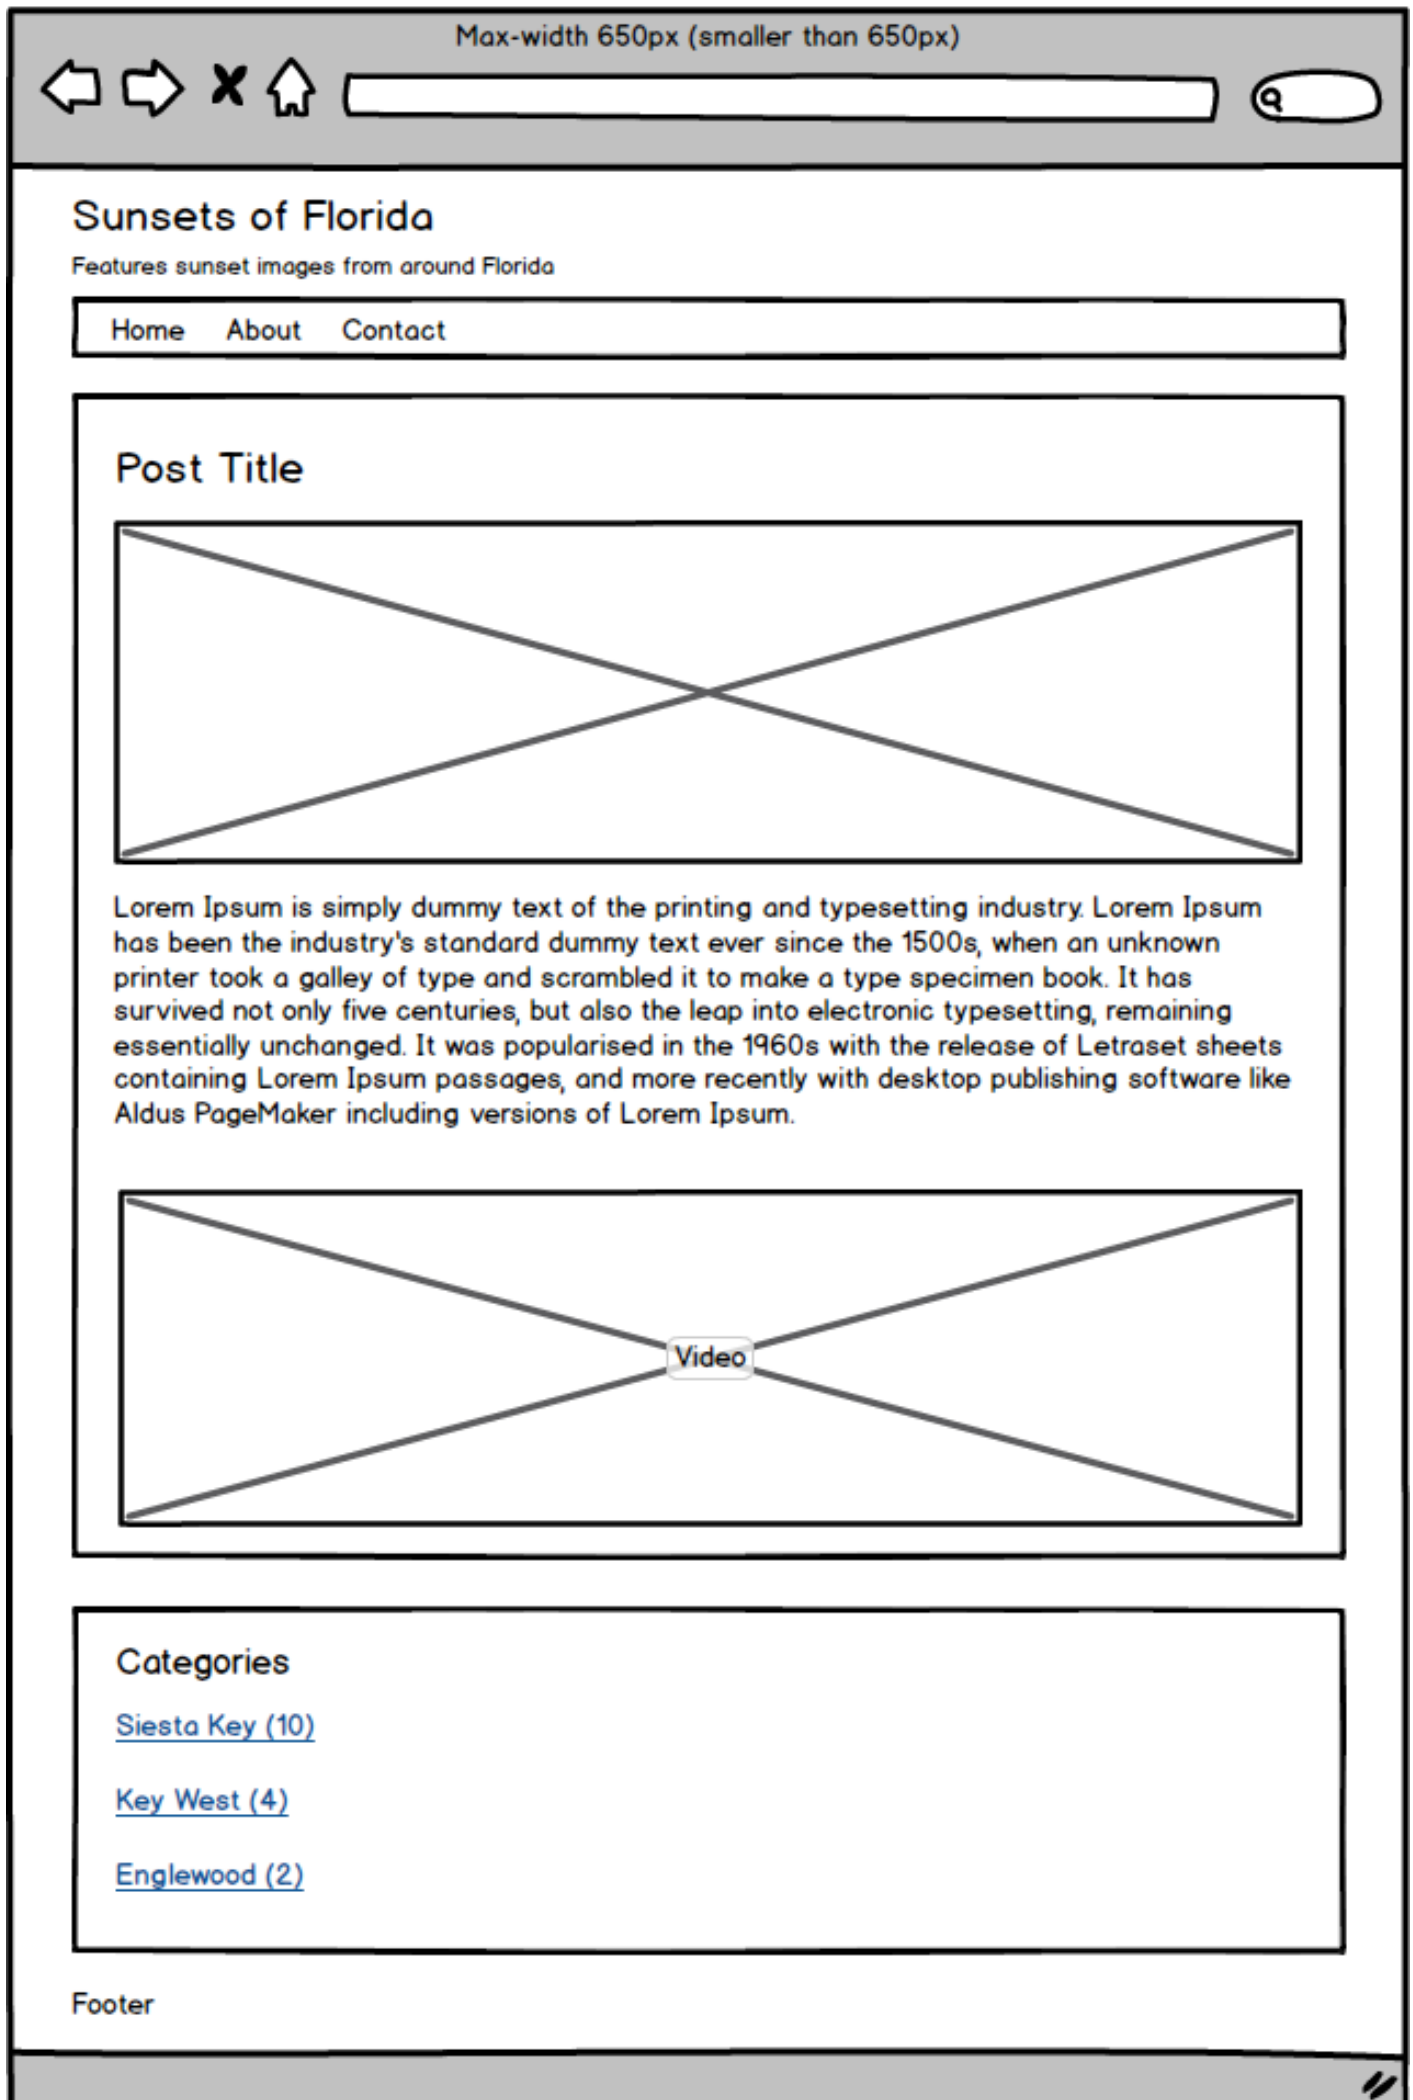 Max-width 650px (smaller than 650px)
Sunsets of Florida
Features sunset images from around Florida
Home About Contact
Post Title
Lorem Ipsum is simply dummy text of the printing and typesetting industry. Lorem Ipsum
has been the industry's standard dummy text ever since the 1500s, when an unknown
printer took a galley of type and scrambled it to make a type specimen book. It has
survived not only five centuries, but also the leap into electronic typesetting, remaining
essentially unchanged. It was popularised in the 1960s with the release of Letraset sheets
containing Lorem Ipsum passages, and more recently with desktop publishing software like
Aldus PageMaker including versions of Lorem Ipsum.
Video
Categories
Siesta Key (10)
Key West (4)
Englewood (2)
Footer